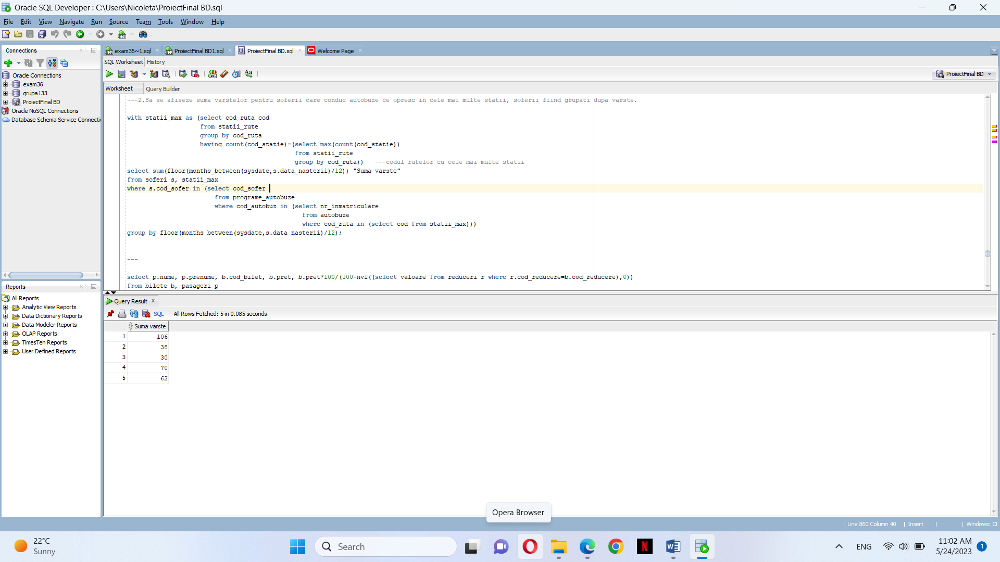 Oracle SQL Developer : C:\Users\Nicoleta\ProiectFinal BD.sql
File Edit View Navigate Run Source Team Tools Window Help
Connections
exam36~1.sql ProiectFinal BD1.sql ProiectFinal BD.sql Welcome Page
SQL Worksheet History
Oracle Connections
exam36
grupa133
ProiectFinal BD
Oracle NoSQL Connections
Database Schema Service Connecti
ProiectFinal BD
Worksheet Query Builder
---2.Sa se afiseze suma varstelor pentru soferii care conduc autobuze ce opresc in cele mai multe statii, soferii fiind grupati dupa varste.
with statii_max as (select cod_ruta cod
from statii_rute
group by cod_ruta
having count(cod_statie)=(select max(count(cod_statie))
from statii_rute
group by cod_ruta)) ---codul rutelor cu cele mai multe statii
select sum(floor(months_between(sysdate,s.data_nasterii)/12)) "Suma varste"
from soferi s, statii_max
where s.cod_sofer in (select cod_sofer
from programe_autobuze
where cod_autobuz in (select nr_inmatriculare
from autobuze
where cod_ruta in (select cod from statii_max)))
group by floor(months_between(sysdate,s.data_nasterii)/12);
---
select p.nume, p.prenume, b.cod_bilet, b.pret, b.pret*100/(100-nvl((select valoare from reduceri r where r.cod_reducere=b.cod_reducere),0))
from bilete b, pasageri p
Reports
All Reports
Analytic View Reports
Data Dictionary Reports
Data Modeler Reports
OLAP Reports
TimesTen Reports
User Defined Reports
Query Result
SQL | All Rows Fetched: 5 in 0.085 seconds
Suma varste
1 106
2 38
3 30
4 70
5 62
Opera Browser
Line 860 Column 40 | Insert | | Windows: CF
22°C
Sunny
Search
ENG
11:02 AM
5/24/2023
1